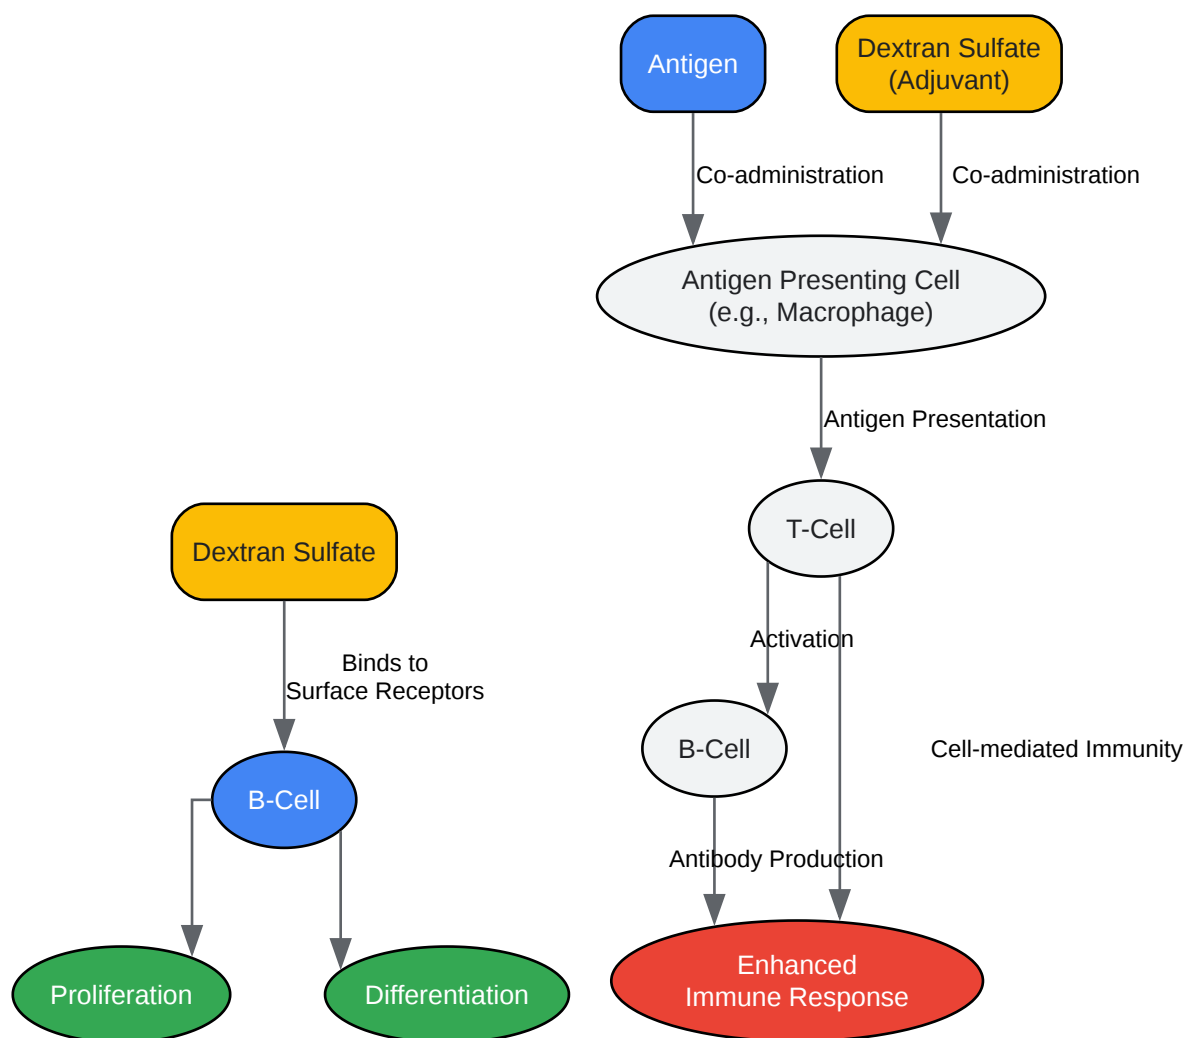 Antigen
Dextran Sulfate
(Adjuvant)
Co-administration
Co-administration
Antigen Presenting Cell
(e.g., Macrophage)
Antigen Presentation
T-Cell
Dextran Sulfate
Activation
Binds to
Surface Receptors
B-Cell
Cell-mediated Immunity
B-Cell
Antibody Production
Enhanced
Immune Response
Proliferation
Differentiation